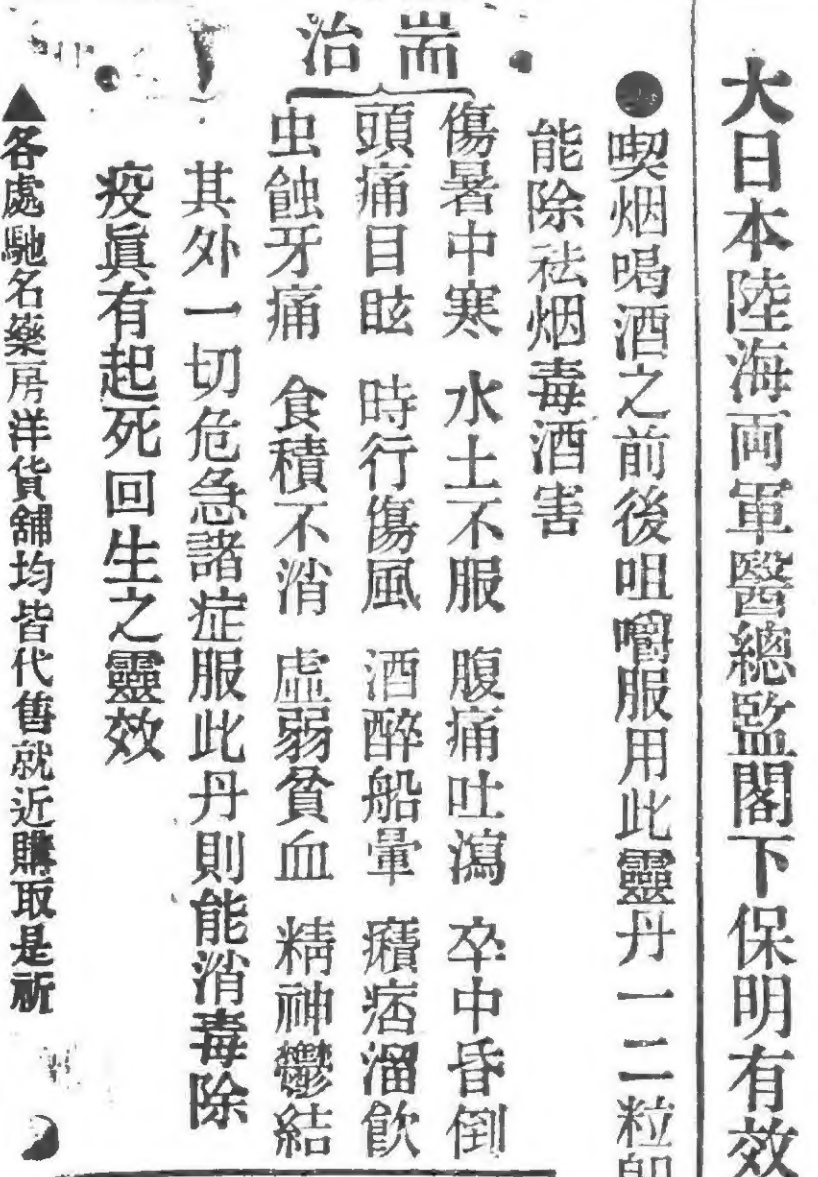 大日本陸海両軍醫總監閣下保明有效
●喫烟喝酒之前後咀嚼服用此靈丹一二粒卽
能除祛烟毒酒害
耑治
傷暑中寒 水土不服 腹痛吐瀉 卒中昏倒
頭痛目眩 時行傷風 酒醉船暈 癪痞溜飲
虫蝕牙痛 食積不消 虛弱貧血 精神鬱結
其外一切危急諸症服此丹則能消毒除
疫眞有起死回生之靈效
▲各處馳名藥房洋貨舖均皆代售就近購取是祈